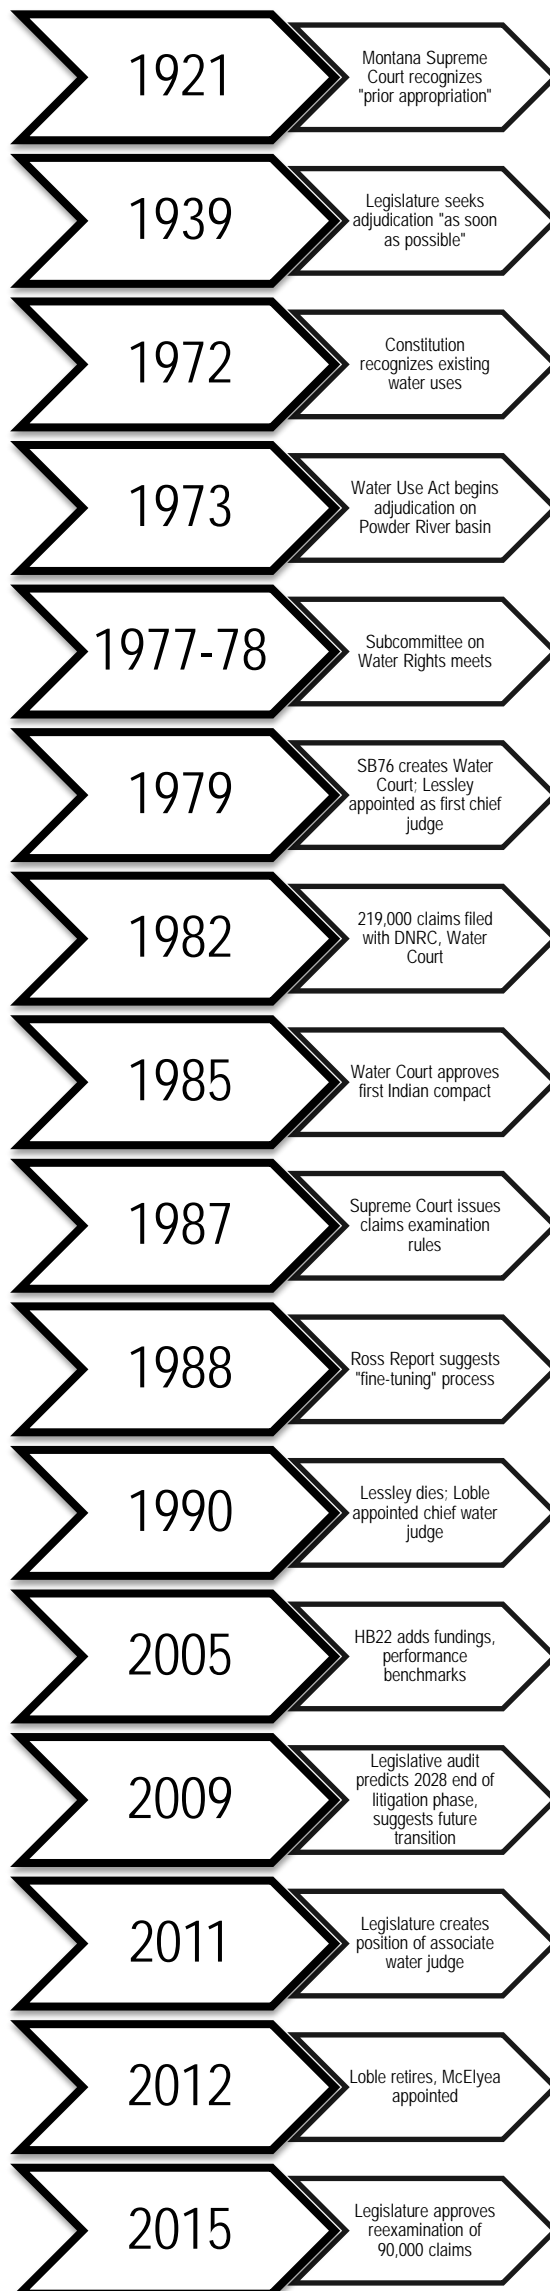 1921
Montana Supreme
Court recognizes
"prior appropriation"
1939
Legislature seeks
adjudication "as soon
as possible"
1972
Constitution
recognizes existing
water uses
1973
Water Use Act begins
adjudication on
Powder River basin
1977-78
Subcommittee on
Water Rights meets
1979
SB76 creates Water
Court; Lessley
appointed as first chief
judge
1982
219,000 claims filed
with DNRC, Water
Court
1985
Water Court approves
first Indian compact
1987
Supreme Court issues
claims examination
rules
1988
Ross Report suggests
"fine-tuning" process
1990
Lessley dies; Loble
appointed chief water
judge
2005
HB22 adds fundings,
performance
benchmarks
2009
Legislative audit
predicts 2028 end of
litigation phase,
suggests future
transition
2011
Legislature creates
position of associate
water judge
2012
Loble retires, McElyea
appointed
2015
Legislature approves
reexamination of
90,000 claims